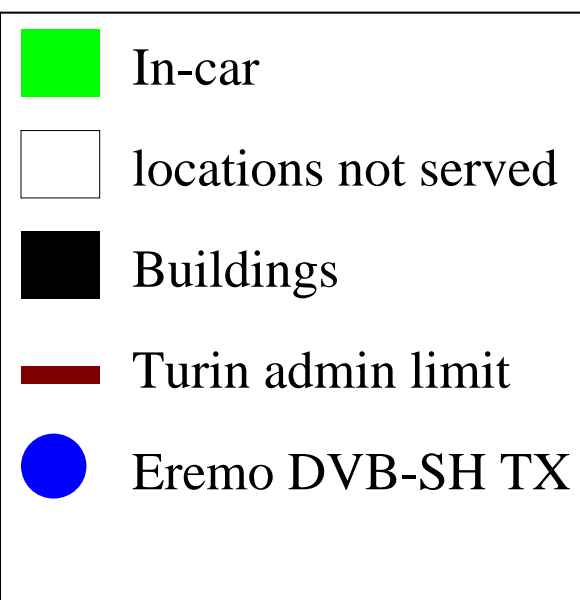 In-car
locations not served
Buildings
Turin admin limit
Eremo DVB-SH TX